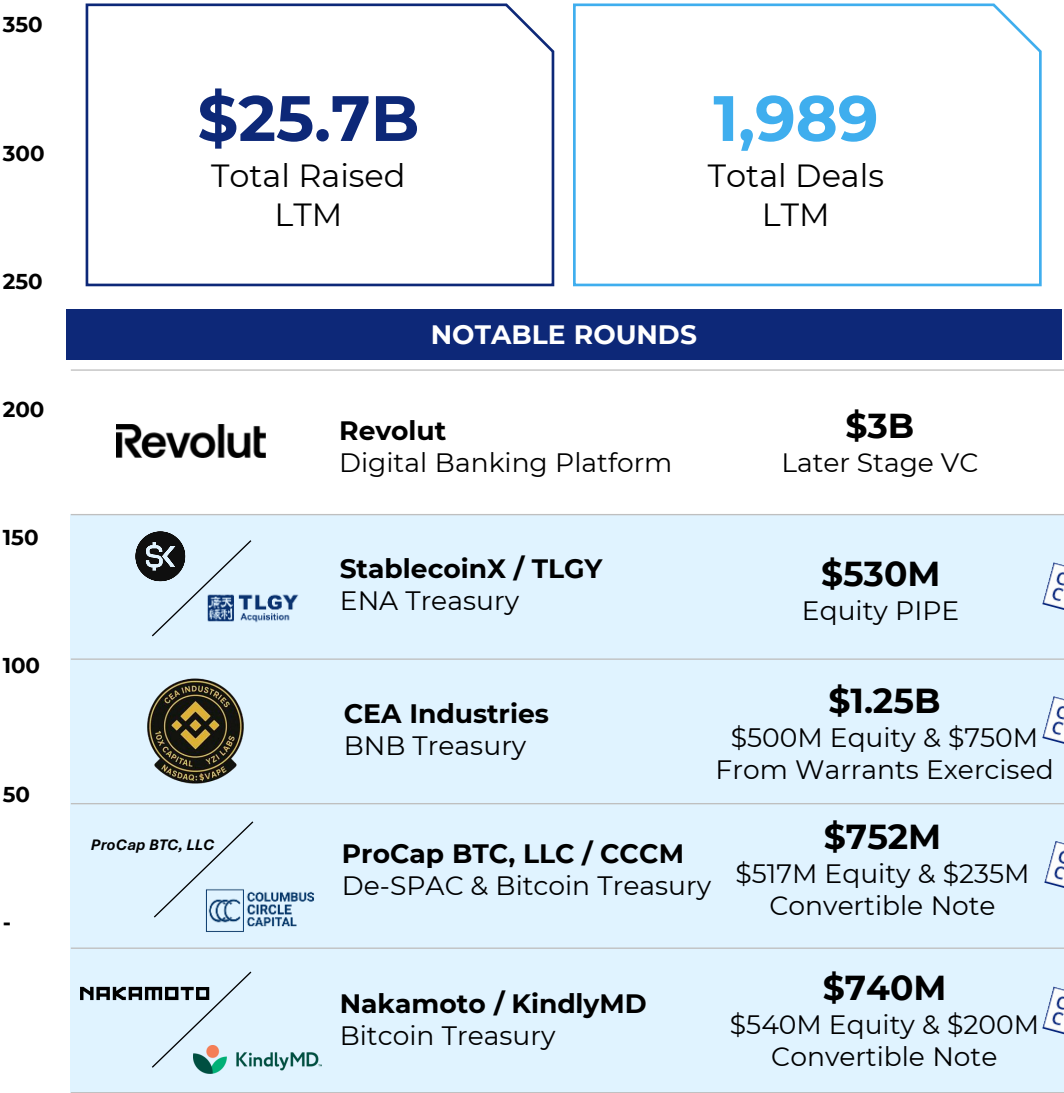 350
300
250
200
150
100
50
-
$25.7B
Total Raised
LTM
1,989
Total Deals
LTM
NOTABLE ROUNDS
Revolut
Revolut
Digital Banking Platform
$3B
Later Stage VC
$K
TLGY
Acquisition
StablecoinX / TLGY
ENA Treasury
$530M
Equity PIPE
CEA INDUSTRIES
10X CAPITAL YZI LABS
NASDAQ: $VAPE
CEA Industries
BNB Treasury
$1.25B
$500M Equity & $750M
From Warrants Exercised
ProCap BTC, LLC
CCC
COLUMBUS
CIRCLE
CAPITAL
ProCap BTC, LLC / CCCM
De-SPAC & Bitcoin Treasury
$752M
$517M Equity & $235M
Convertible Note
NAKAMOTO
KindlyMD
Nakamoto / KindlyMD
Bitcoin Treasury
$740M
$540M Equity & $200M
Convertible Note